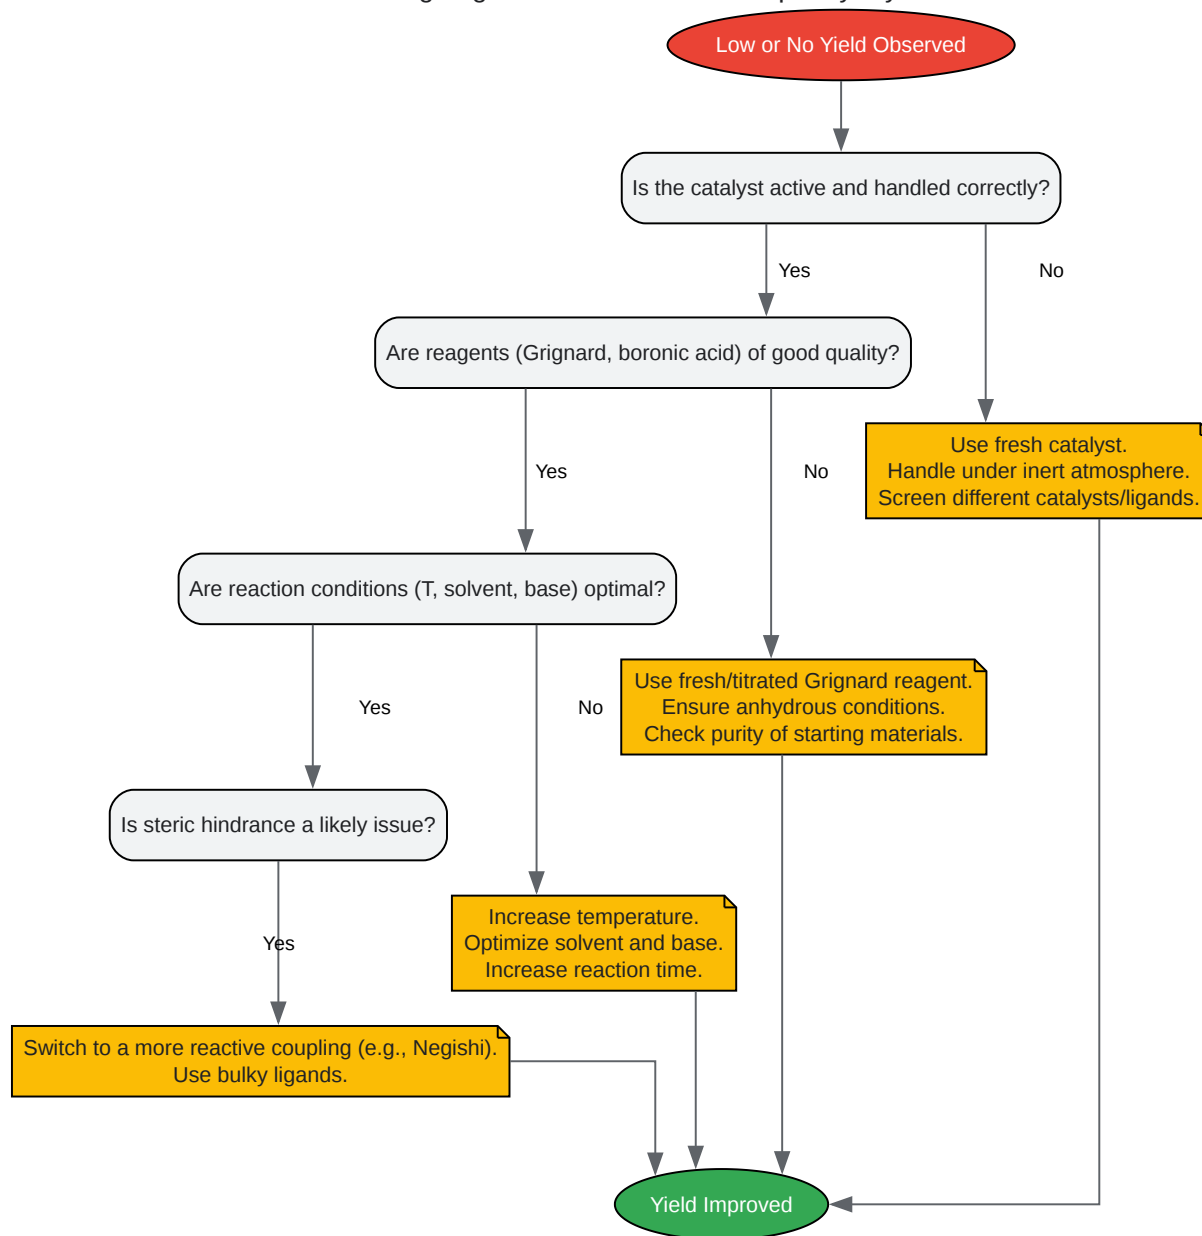 Low or No Yield Observed
Is the catalyst active and handled correctly?
Yes
No
Are reagents (Grignard, boronic acid) of good quality?
Use fresh catalyst.
Handle under inert atmosphere.
Screen different catalysts/ligands.
Yes
No
Are reaction conditions (T, solvent, base) optimal?
Use fresh/titrated Grignard reagent.
Ensure anhydrous conditions.
Check purity of starting materials.
Yes
No
Is steric hindrance a likely issue?
Increase temperature.
Optimize solvent and base.
Increase reaction time.
Yes
Switch to a more reactive coupling (e.g., Negishi).
Use bulky ligands.
Yield Improved